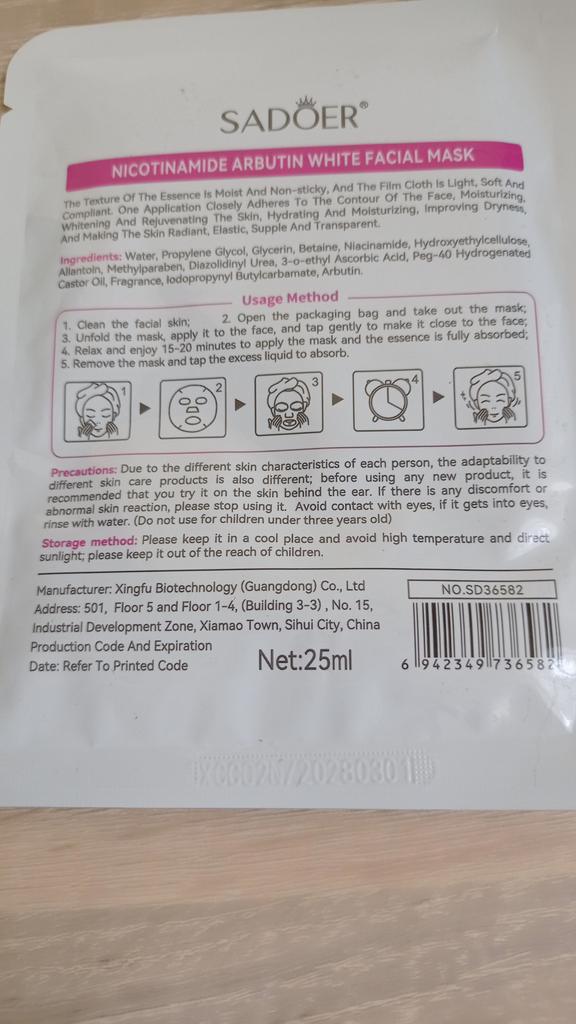 SADOER®
NICOTINAMIDE ARBUTIN WHITE FACIAL MASK
The Texture Of The Essence Is Moist And Non-sticky, And The Film Cloth Is Light, Soft And
Compliant. One Application Closely Adheres To The Contour Of The Face, Moisturizing,
Whitening And Rejuvenating The Skin, Hydrating And Moisturizing, Improving Dryness,
And Making The Skin Radiant, Elastic, Supple And Transparent.
Ingredients: Water, Propylene Glycol, Glycerin, Betaine, Niacinamide, Hydroxyethylcellulose,
Allantoin, Methylparaben, Diazolidinyl Urea, 3-o-ethyl Ascorbic Acid, Peg-40 Hydrogenated
Castor Oil, Fragrance, Iodopropynyl Butylcarbamate, Arbutin.
Usage Method
1. Clean the facial skin; 2. Open the packaging bag and take out the mask;
3. Unfold the mask, apply it to the face, and tap gently to make it close to the face;
4. Relax and enjoy 15-20 minutes to apply the mask and the essence is fully absorbed;
5. Remove the mask and tap the excess liquid to absorb.
1 2 3 4 5
Precautions: Due to the different skin characteristics of each person, the adaptability to
different skin care products is also different; before using any new product, it is
recommended that you try it on the skin behind the ear. If there is any discomfort or
abnormal skin reaction, please stop using it. Avoid contact with eyes, if it gets into eyes,
rinse with water. (Do not use for children under three years old)
Storage method: Please keep it in a cool place and avoid high temperature and direct
sunlight; please keep it out of the reach of children.
Manufacturer: Xingfu Biotechnology (Guangdong) Co., Ltd
Address: 501, Floor 5 and Floor 1-4, (Building 3-3) , No. 15,
Industrial Development Zone, Xiamao Town, Sihui City, China
Production Code And Expiration
Date: Refer To Printed Code
Net:25ml
NO.SD36582
6 942349 736582
20280301